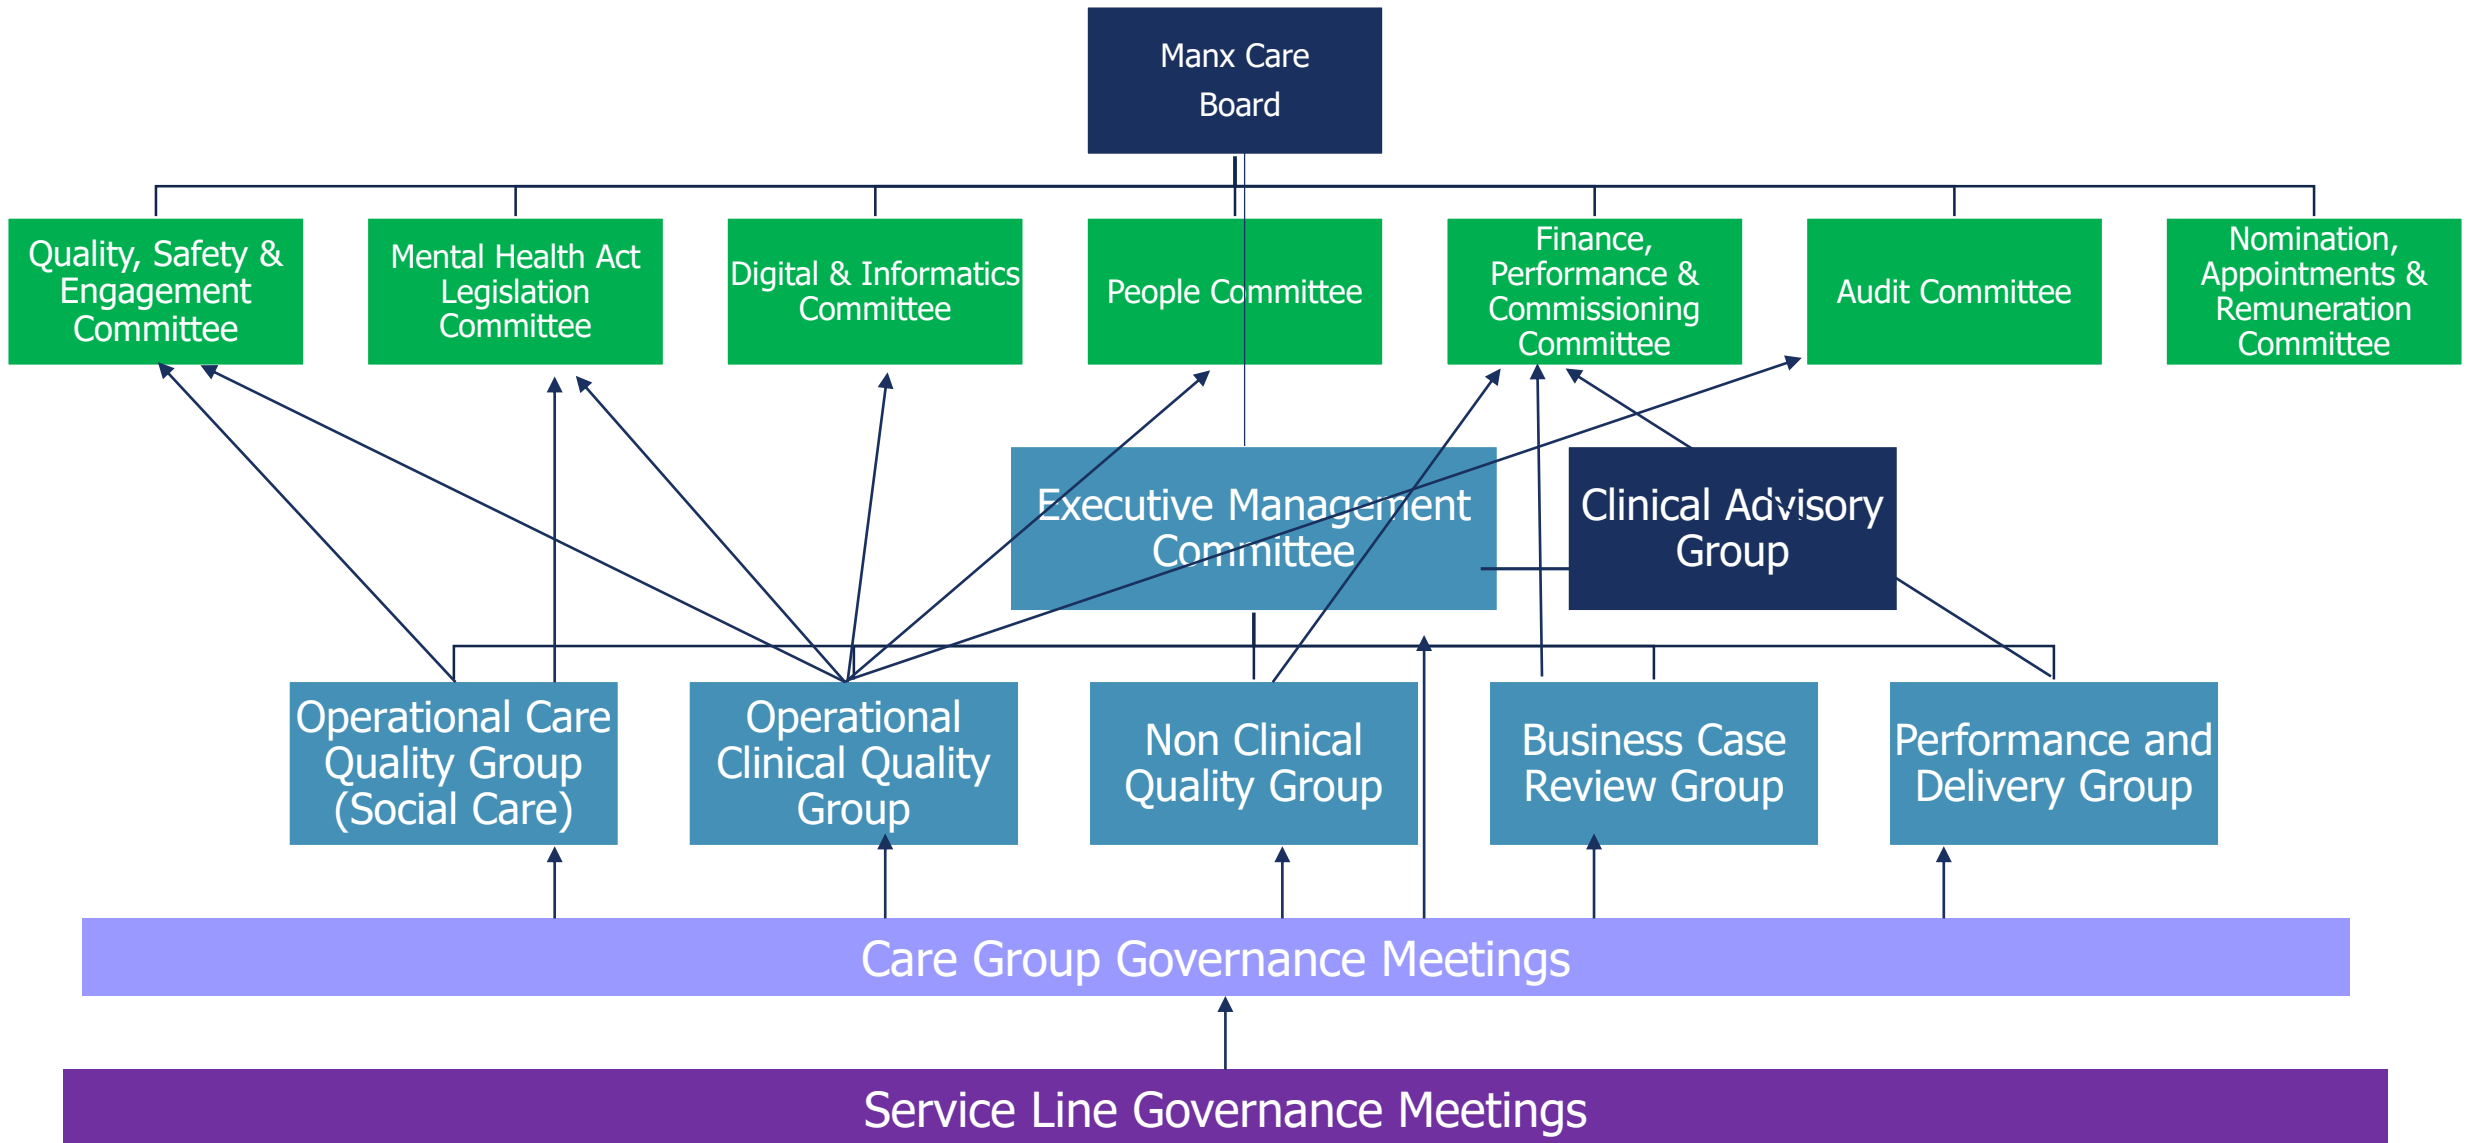 Manx Care
Board
Quality, Safety &
Engagement
Committee
Mental Health Act
Legislation
Committee
Digital & Informatics
Committee
People Committee
Finance,
Performance &
Commissioning
Committee
Audit Committee
Nomination,
Appointments &
Remuneration
Committee
Executive Management
Committee
Clinical Advisory
Group
Operational Care
Quality Group
(Social Care)
Operational
Clinical Quality
Group
Non Clinical
Quality Group
Business Case
Review Group
Performance and
Delivery Group
Care Group Governance Meetings
Service Line Governance Meetings